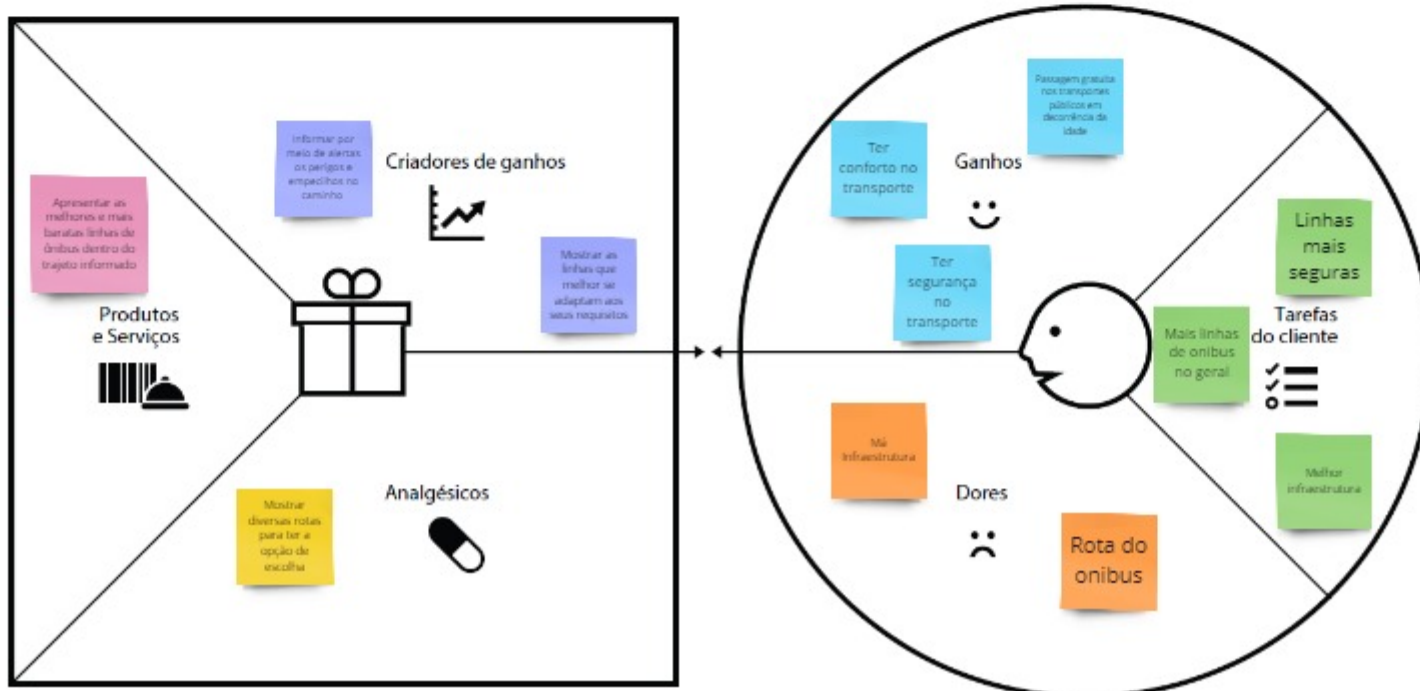 Informar por
meio de alertas
os perigos e
empecilhos no
caminho
Criadores de ganhos
Apresentar as
melhores e mais
baratas linhas de
ônibus dentro do
trajeto informado
Mostrar as
linhas que
melhor se
adaptam aos
seus requisitos
Produtos
e Serviços
Analgésicos
Mostrar
diversas rotas
para ter a
opção de
escolha
Passagem gratuita
nos transportes
públicos em
decorrência da
idade
Ter
conforto no
transporte
Ganhos
Ter
segurança
no
transporte
Linhas
mais
seguras
Tarefas
do cliente
Mais linhas
de onibus
no geral
Má
Infraestrutura
Melhor
infraestrutura
Dores
Rota do
onibus